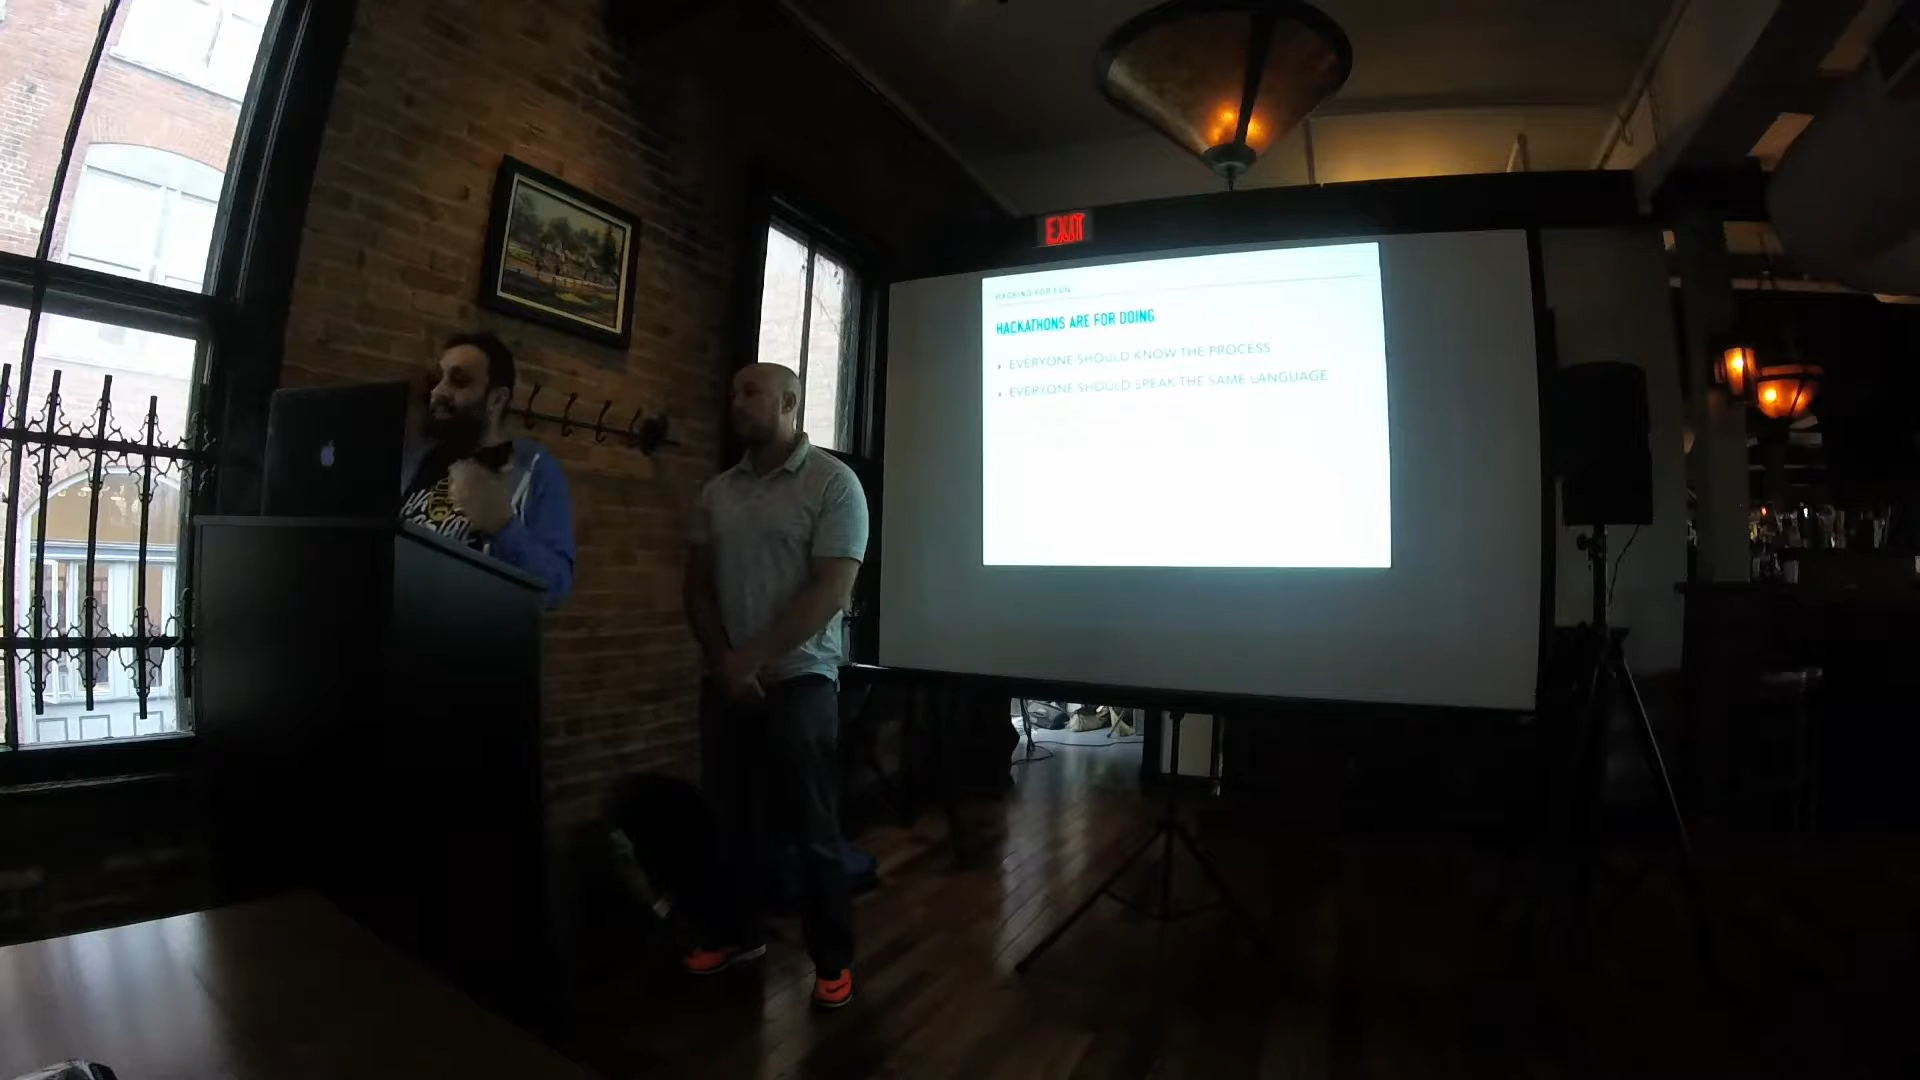 EXIT
HACKING FOR FUN
HACKATHONS ARE FOR DOING
EVERYONE SHOULD KNOW THE PROCESS
EVERYONE SHOULD SPEAK THE SAME LANGUAGE